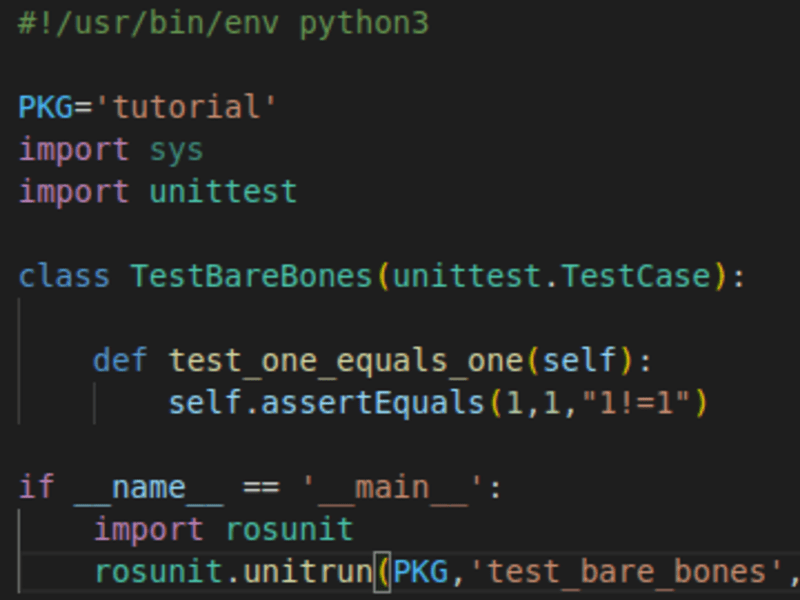 #!/usr/bin/env python3
PKG='tutorial'
import sys
import unittest
class TestBareBones(unittest.TestCase):
def test_one_equals_one(self):
self.assertEquals(1,1,"1!=1")
if __name__ == '__main__':
import rosunit
rosunit.unitrun(PKG,'test_bare_bones',